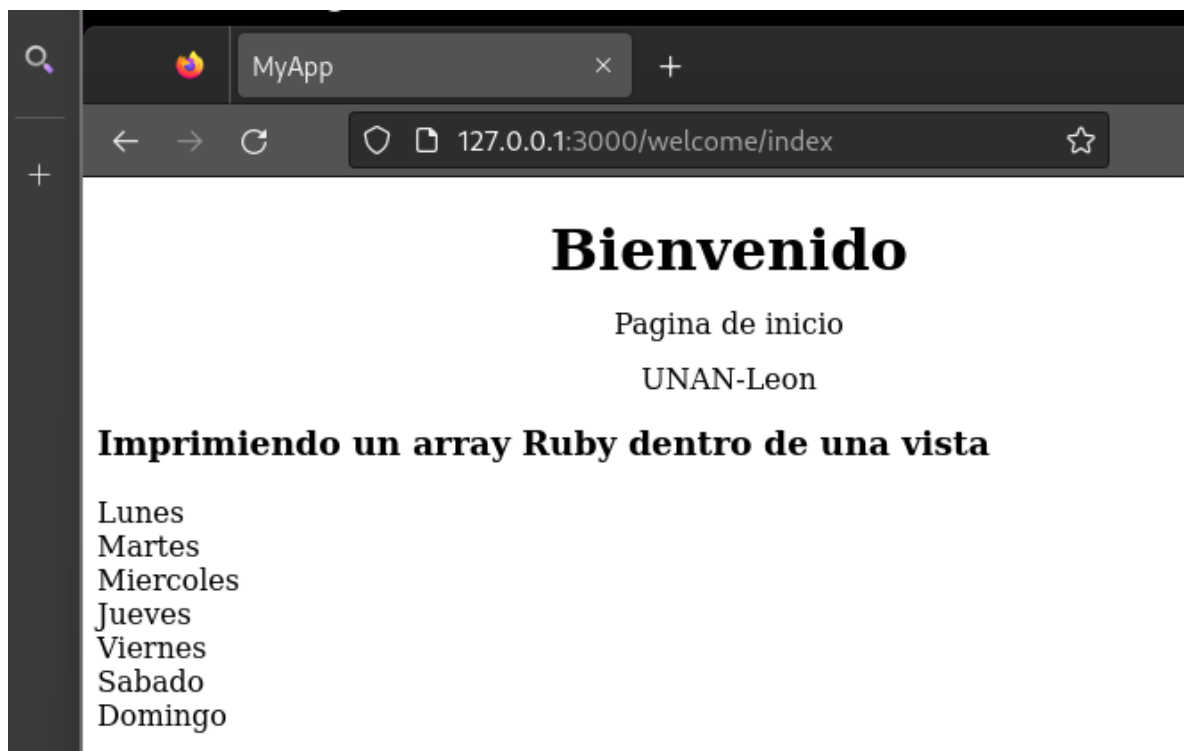 MyApp
127.0.0.1:3000/welcome/index
Bienvenido
Pagina de inicio
UNAN-Leon
Imprimiendo un array Ruby dentro de una vista
Lunes
Martes
Miercoles
Jueves
Viernes
Sabado
Domingo